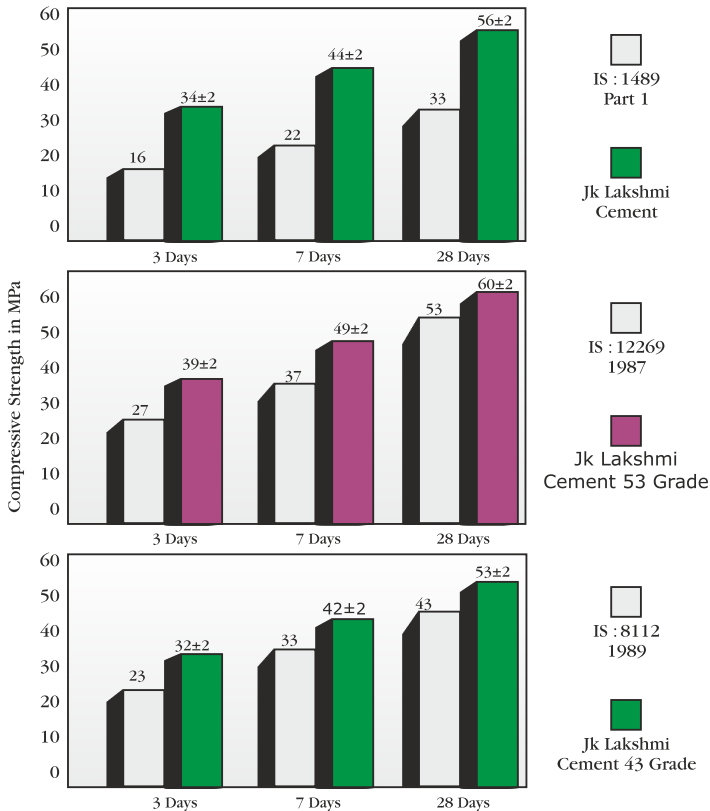 Compressive Strength in MPa
60
50
40
30
20
10
0
16
34±2
22
44±2
33
56±2
3 Days
7 Days
28 Days
IS : 1489
Part 1
Jk Lakshmi
Cement
60
50
40
30
20
10
0
27
39±2
37
49±2
53
60±2
3 Days
7 Days
28 Days
IS : 12269
1987
Jk Lakshmi
Cement 53 Grade
60
50
40
30
20
10
0
23
32±2
33
42±2
43
53±2
3 Days
7 Days
28 Days
IS : 8112
1989
Jk Lakshmi
Cement 43 Grade